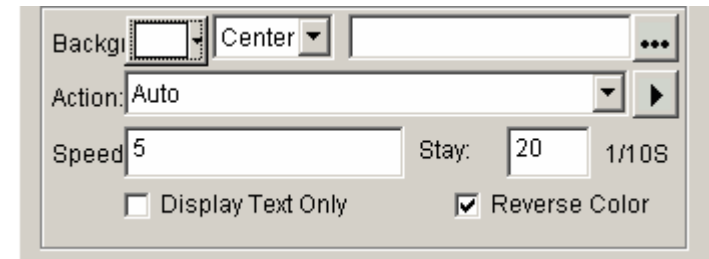 Backgr Center ...
Action: Auto
Speed 5 Stay: 20 1/10S
Display Text Only Reverse Color